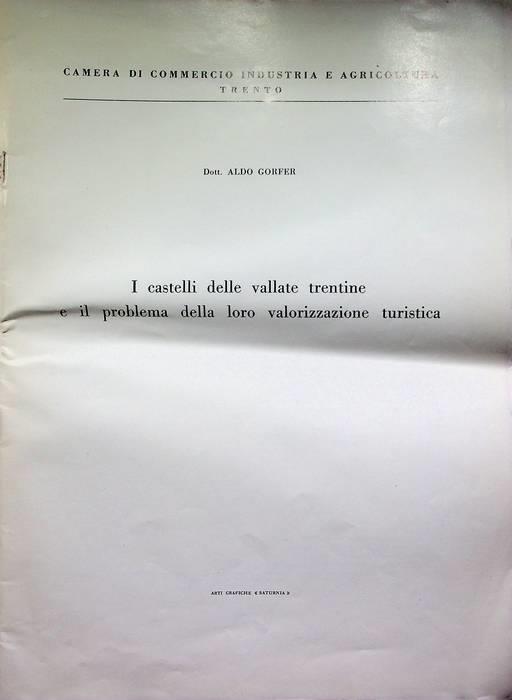 CAMERA DI COMMERCIO INDUSTRIA E AGRICOLTURA
TRENTO
Dott. ALDO GORFER
I castelli delle vallate trentine
e il problema della loro valorizzazione turistica
ARTI GRAFICHE « SATURNIA »